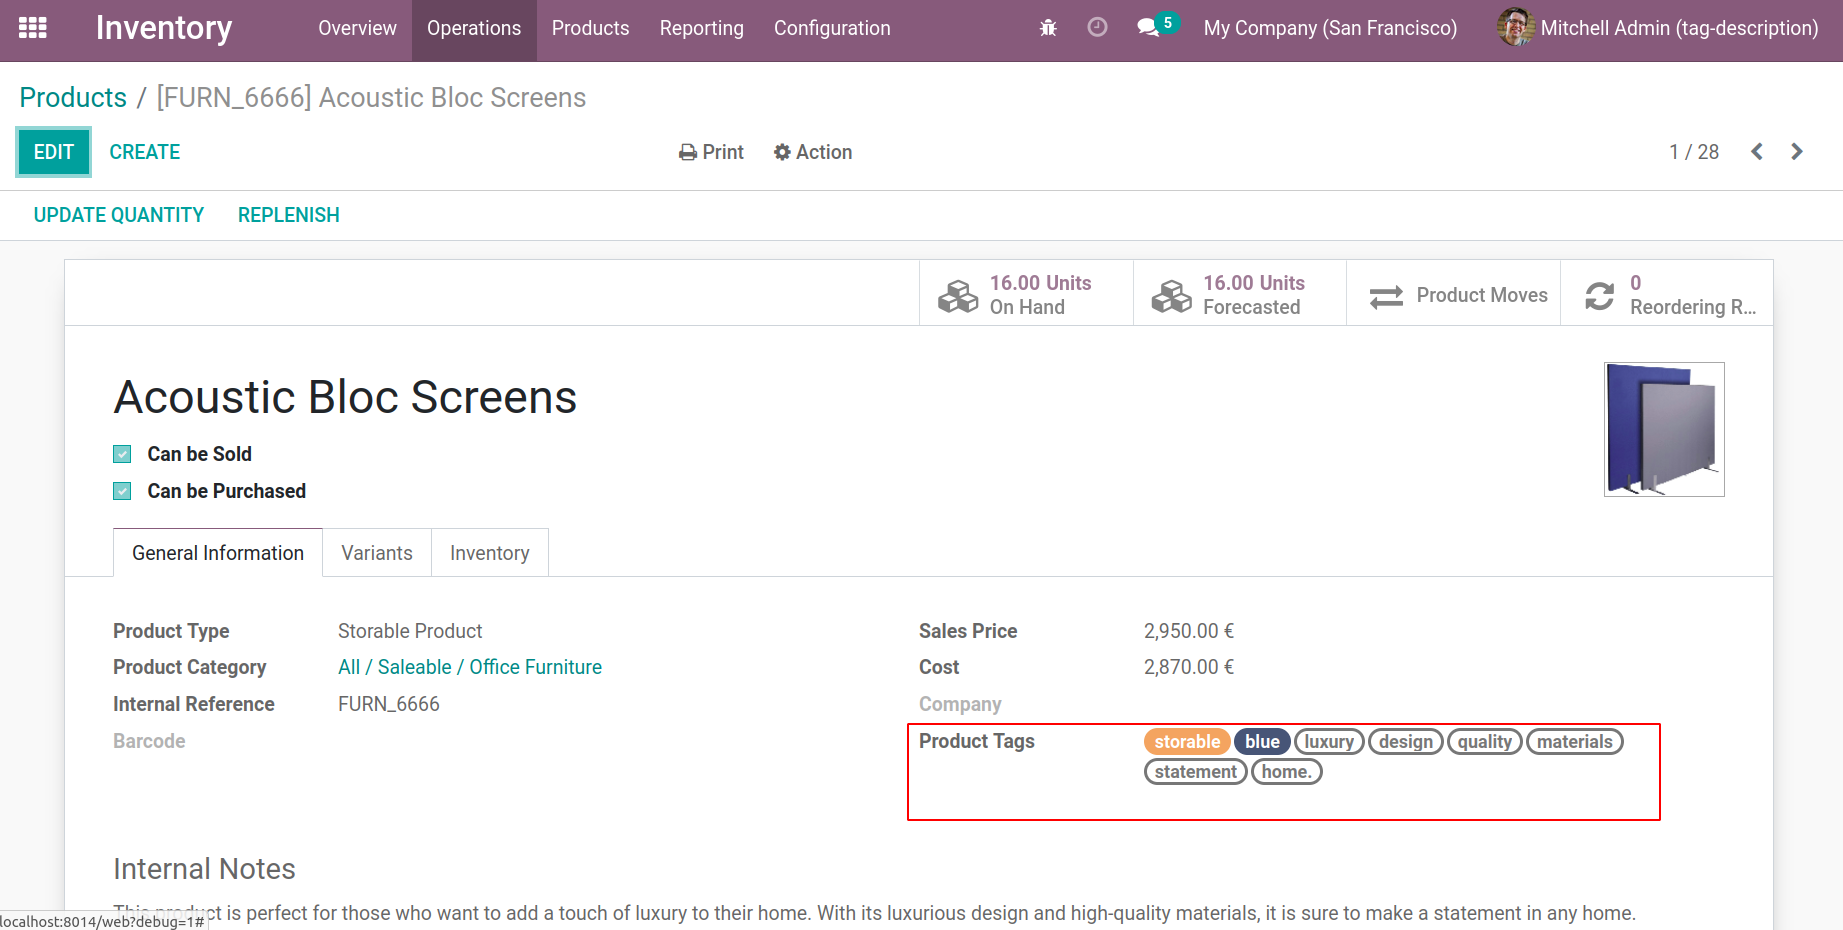 Inventory Overview Operations Products Reporting Configuration 5 My Company (San Francisco) Mitchell Admin (tag-description)
Products / [FURN_6666] Acoustic Bloc Screens
EDIT CREATE Print Action 1 / 28
UPDATE QUANTITY REPLENISH
16.00 Units
On Hand
16.00 Units
Forecasted
Product Moves
0
Reordering R...
Acoustic Bloc Screens
Can be Sold
Can be Purchased
General Information Variants Inventory
Product Type Storable Product
Product Category All / Saleable / Office Furniture
Internal Reference FURN_6666
Barcode
Sales Price 2,950.00 €
Cost 2,870.00 €
Company
Product Tags storable blue luxury design quality materials
statement home.
Internal Notes
This product is perfect for those who want to add a touch of luxury to their home. With its luxurious design and high-quality materials, it is sure to make a statement in any home.
localhost:8014/web?debug=1#